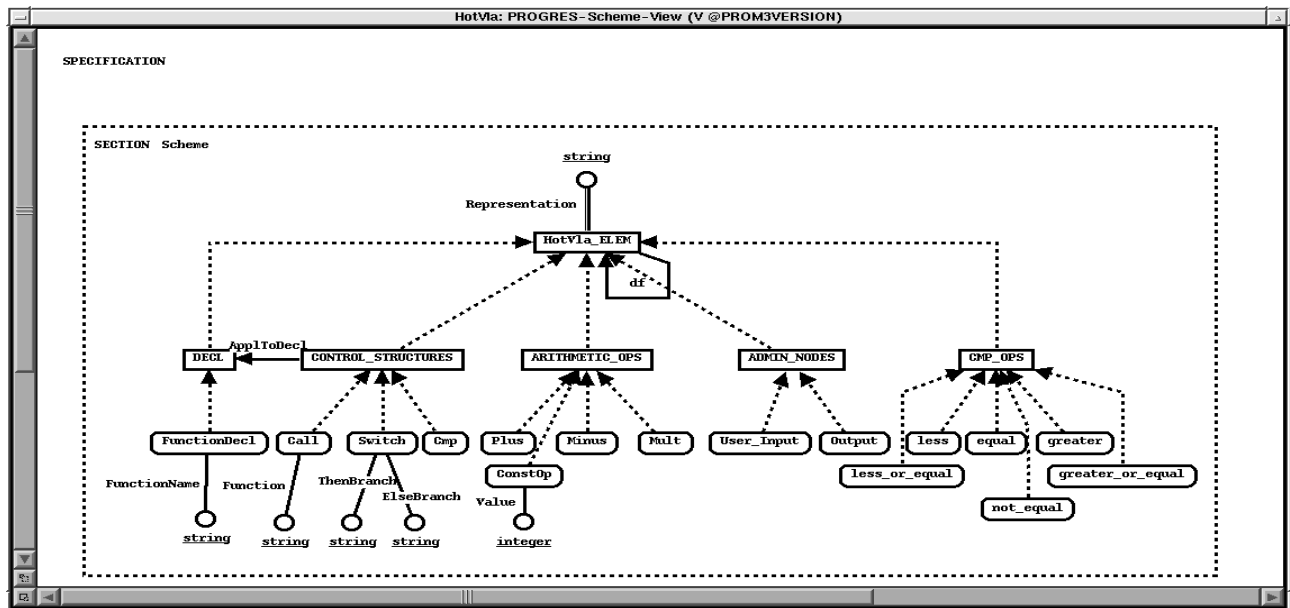 HotVla: PROGRES-Scheme-View (V @PROM3VERSION)
SPECIFICATION
SECTION Scheme
string
Representation
HotVla_ELEM
df
ApplToDecl
DECL
CONTROL_STRUCTURES
ARITHMETIC_OPS
ADMIN_NODES
CMP_OPS
FunctionDecl
Call
Switch
Cmp
Plus
Minus
Mult
User_Input
Output
less
equal
greater
ConstOp
less_or_equal
greater_or_equal
FunctionName
Function
ThenBranch
ElseBranch
Value
not_equal
string
string
string
string
integer